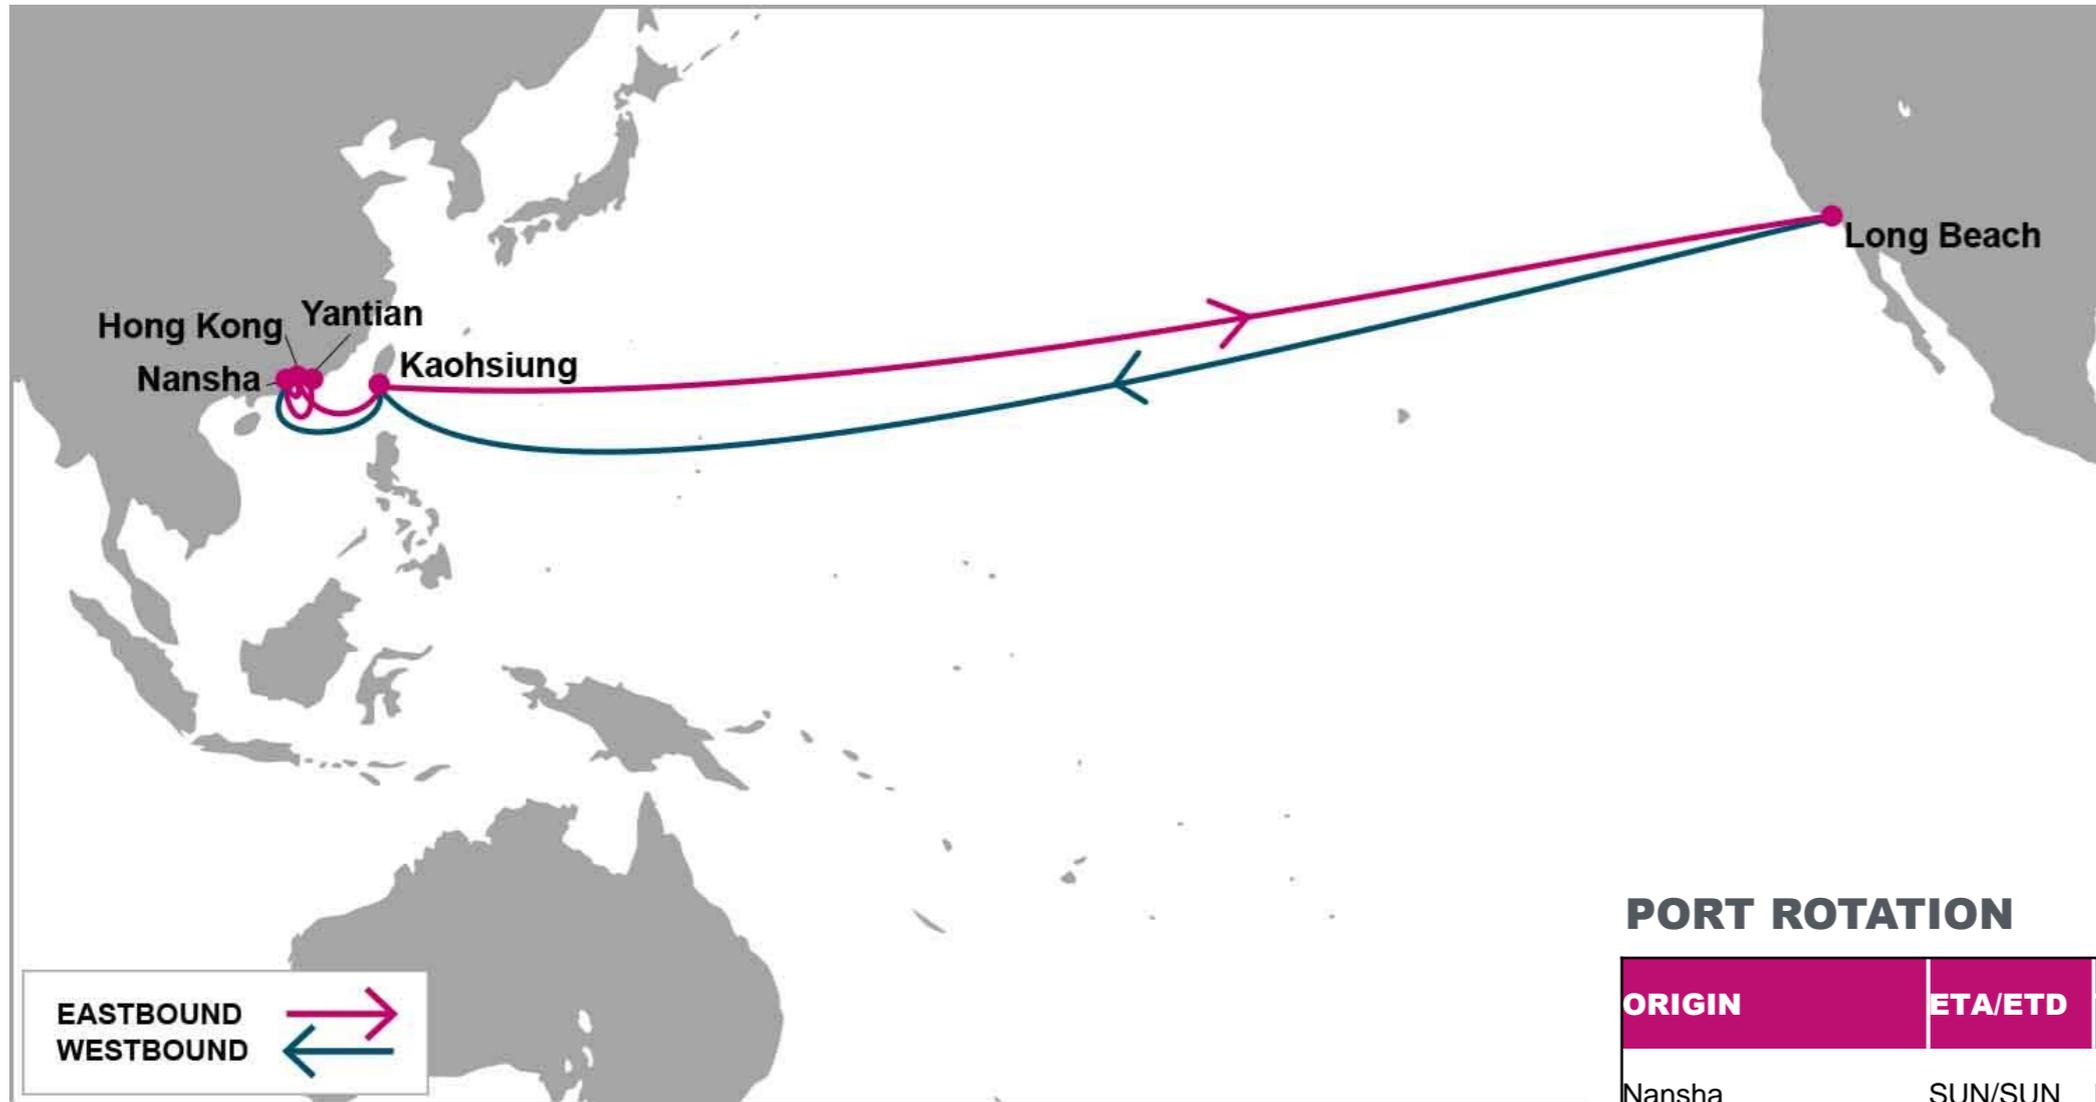 Long Beach
Yantian
Hong Kong
Kaohsiung
Nansha
PORT ROTATION
ORIGIN ETA/ETD
EASTBOUND
WESTBOUND
Nansha SUN/SUN